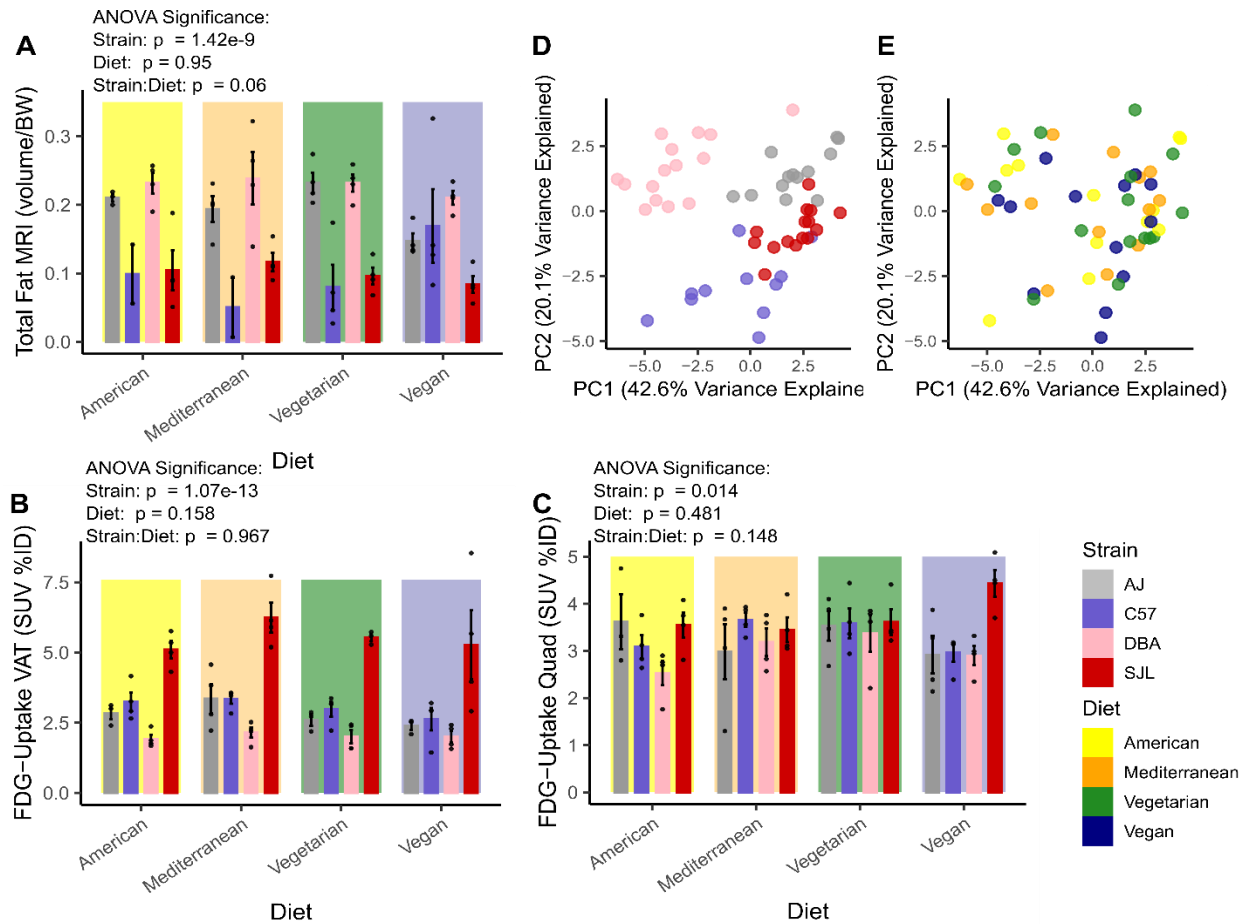 A
ANOVA Significance:
Strain: p = 1.42e-9
Diet: p = 0.95
Strain:Diet: p = 0.06
Total Fat MRI (volume/BW)
0.3
0.2
0.1
0.0
American
Mediterranean
Vegetarian
Vegan
Diet
D
PC2 (20.1% Variance Explained)
2.5
0.0
−2.5
−5.0
−5.0
−2.5
0.0
2.5
PC1 (42.6% Variance Explaine
E
PC2 (20.1% Variance Explained)
2.5
0.0
−2.5
−5.0
−5.0
−2.5
0.0
2.5
PC1 (42.6% Variance Explained)
B
ANOVA Significance:
Strain: p = 1.07e-13
Diet: p = 0.158
Strain:Diet: p = 0.967
FDG−Uptake VAT (SUV %ID)
7.5
5.0
2.5
0.0
American
Mediterranean
Vegetarian
Vegan
Diet
C
ANOVA Significance:
Strain: p = 0.014
Diet: p = 0.481
Strain:Diet: p = 0.148
FDG−Uptake Quad (SUV %ID)
5
4
3
2
1
0
American
Mediterranean
Vegetarian
Vegan
Diet
Strain
AJ
C57
DBA
SJL
Diet
American
Mediterranean
Vegetarian
Vegan